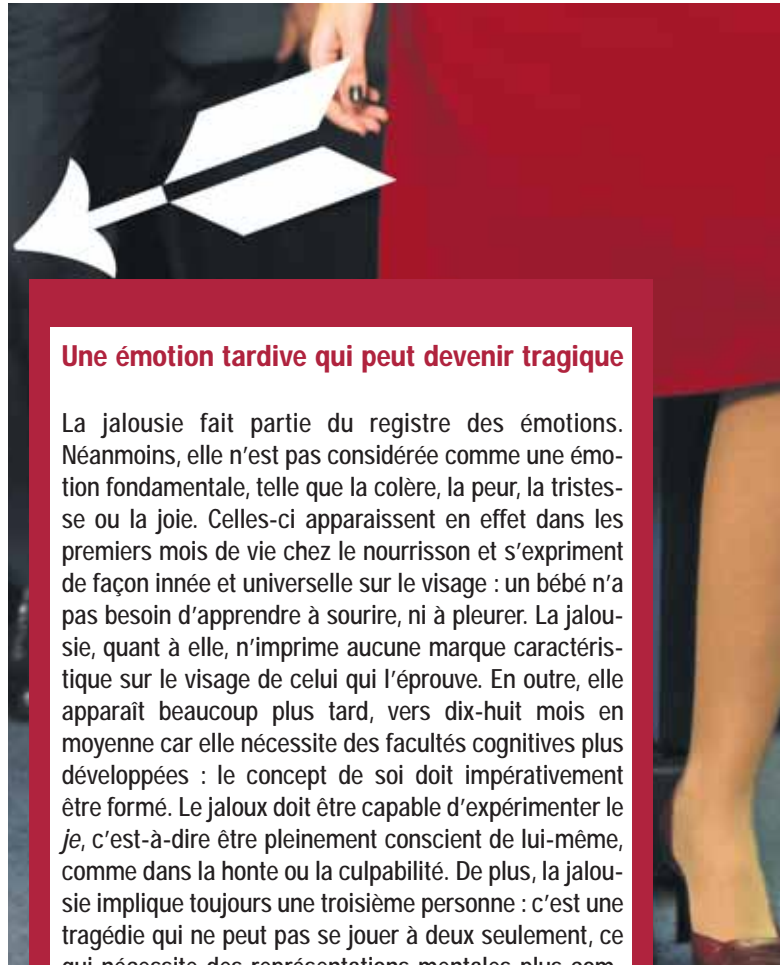 Une émotion tardive qui peut devenir tragique
La jalousie fait partie du registre des émotions.
Néanmoins, elle n'est pas considérée comme une émo-
tion fondamentale, telle que la colère, la peur, la tristes-
se ou la joie. Celles-ci apparaissent en effet dans les
premiers mois de vie chez le nourrisson et s'expriment
de façon innée et universelle sur le visage : un bébé n'a
pas besoin d'apprendre à sourire, ni à pleurer. La jalou-
sie, quant à elle, n'imprime aucune marque caractéris-
tique sur le visage de celui qui l'éprouve. En outre, elle
apparaît beaucoup plus tard, vers dix-huit mois en
moyenne car elle nécessite des facultés cognitives plus
développées : le concept de soi doit impérativement
être formé. Le jaloux doit être capable d'expérimenter le
je, c'est-à-dire être pleinement conscient de lui-même,
comme dans la honte ou la culpabilité. De plus, la jalou-
sie implique toujours une troisième personne : c'est une
tragédie qui ne peut pas se jouer à deux seulement, ce
qui nécessite des représentations mentales plus com-